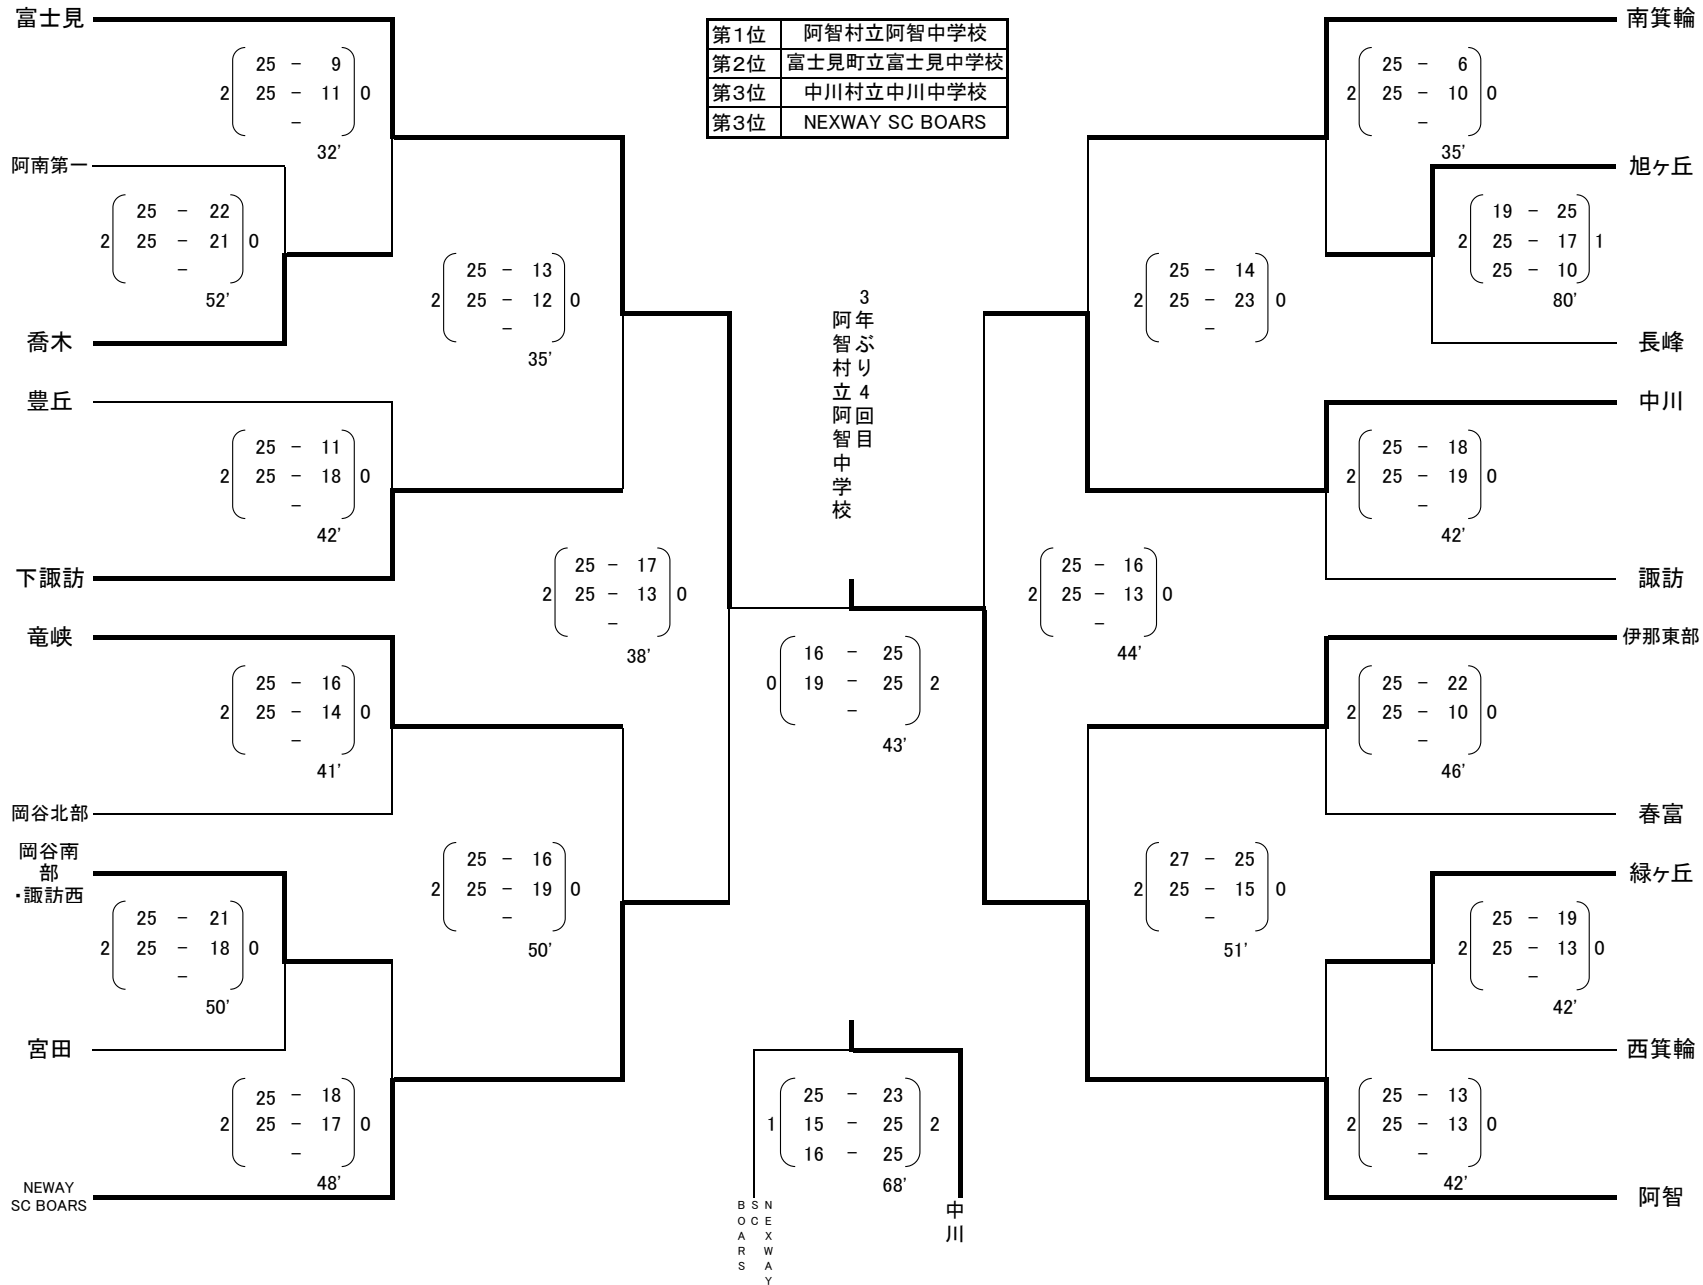 富士見
25 － 9
2 25 － 11 0
－
32'
阿南第一
25 － 22
2 25 － 21 0
－
52'
喬木
25 － 13
2 25 － 12 0
－
35'
豊丘
25 － 11
2 25 － 18 0
－
42'
下諏訪
25 － 17
2 25 － 13 0
－
38'
竜峡
25 － 16
2 25 － 14 0
－
41'
岡谷北部
岡谷南
部
・諏訪西
25 － 16
2 25 － 19 0
－
50'
25 － 21
2 25 － 18 0
－
50'
宮田
25 － 18
2 25 － 17 0
－
48'
NEWAY
SC BOARS
第１位 阿智村立阿智中学校
第２位 富士見町立富士見中学校
第３位 中川村立中川中学校
第３位 NEXWAY SC BOARS
３年ぶり４回目
阿智村立阿智中学校
16 － 25
0 19 － 25 2
－
43'
25 － 23
1 15 － 25 2
16 － 25
68'
NEXWAY
SC
BOARS
中川
南箕輪
25 － 6
2 25 － 10 0
－
35'
旭ヶ丘
19 － 25
2 25 － 17 1
25 － 10
80'
長峰
25 － 14
2 25 － 23 0
－
中川
25 － 18
2 25 － 19 0
－
42'
諏訪
25 － 16
2 25 － 13 0
－
44'
伊那東部
25 － 22
2 25 － 10 0
－
46'
春富
27 － 25
2 25 － 15 0
－
51'
緑ヶ丘
25 － 19
2 25 － 13 0
－
42'
西箕輪
25 － 13
2 25 － 13 0
－
42'
阿智